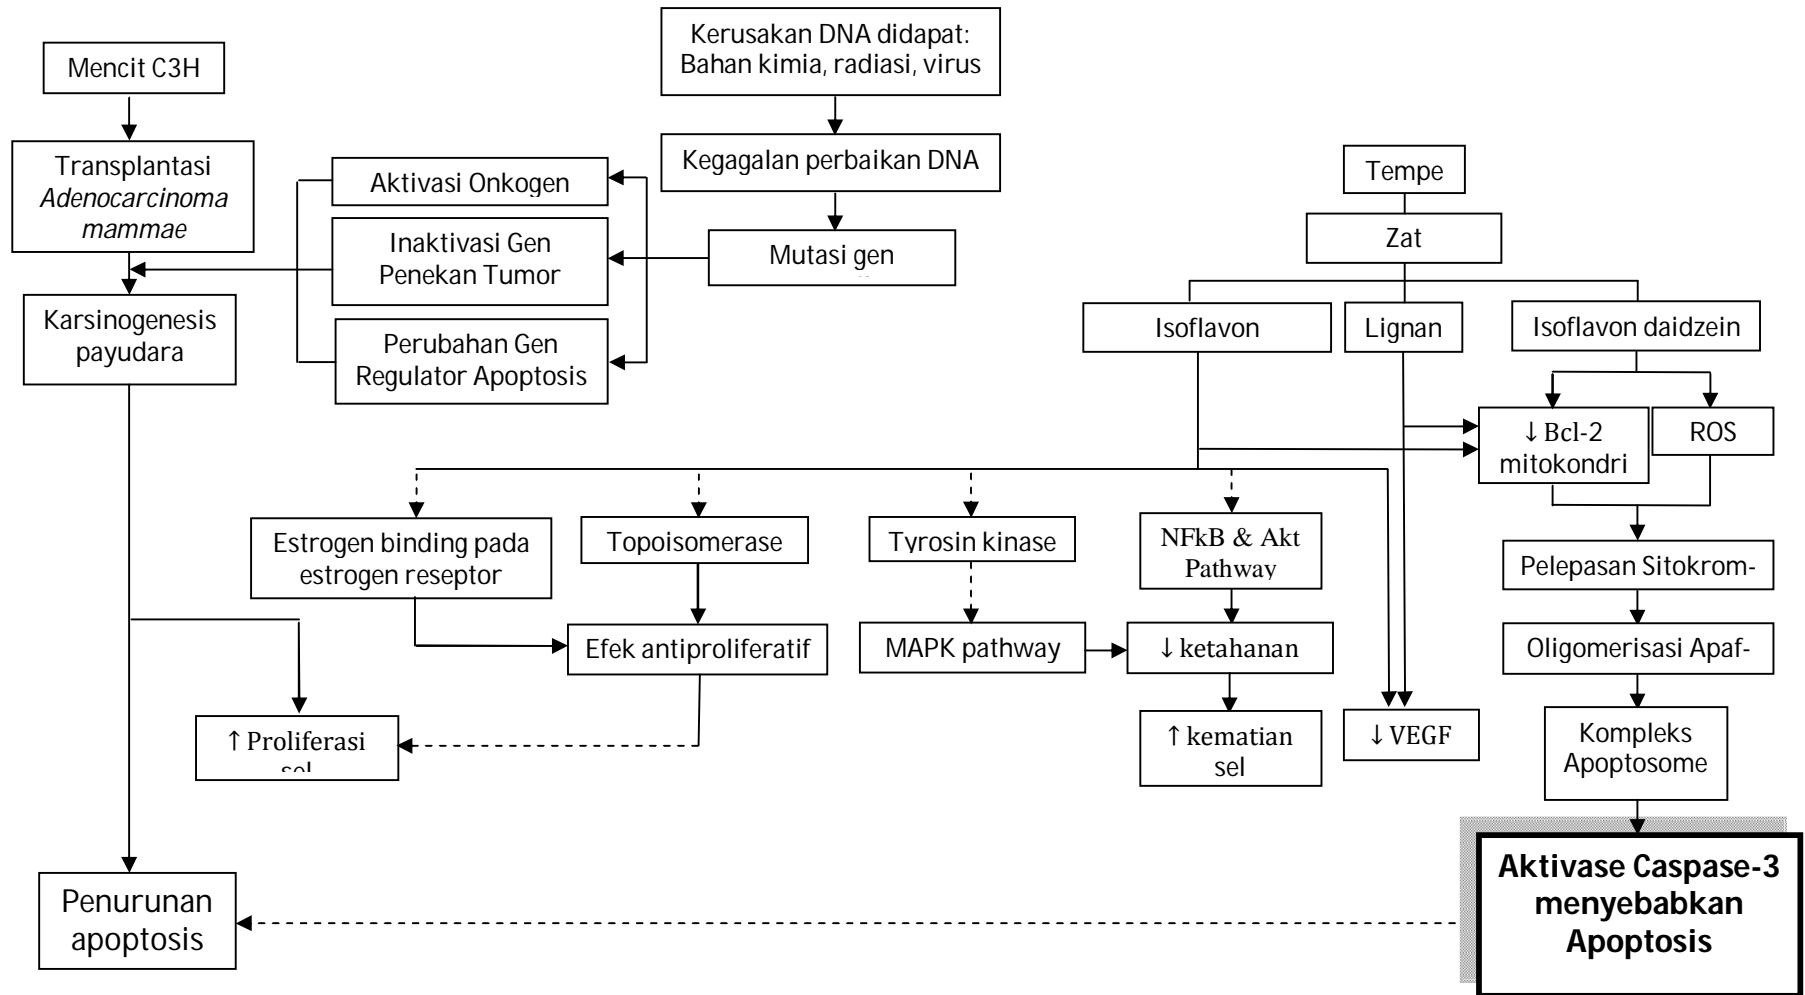 Mencit C3H
Transplantasi
Adenocarcinoma
mammae
Karsinogenesis
payudara
Kerusakan DNA didapat:
Bahan kimia, radiasi, virus
Kegagalan perbaikan DNA
Mutasi gen
Aktivasi Onkogen
Inaktivasi Gen
Penekan Tumor
Perubahan Gen
Regulator Apoptosis
Tempe
Zat
Isoflavon
Lignan
Isoflavon daidzein
↓ Bcl-2
mitokondri
ROS
Estrogen binding pada
estrogen reseptor
Topoisomerase
Tyrosin kinase
NFkB & Akt
Pathway
Pelepasan Sitokrom-
Efek antiproliferatif
MAPK pathway
↓ ketahanan
Oligomerisasi Apaf-
↑ Proliferasi
sel
↑ kematian
sel
↓ VEGF
Kompleks
Apoptosome
Penurunan
apoptosis
Aktivase Caspase-3
menyebabkan
Apoptosis